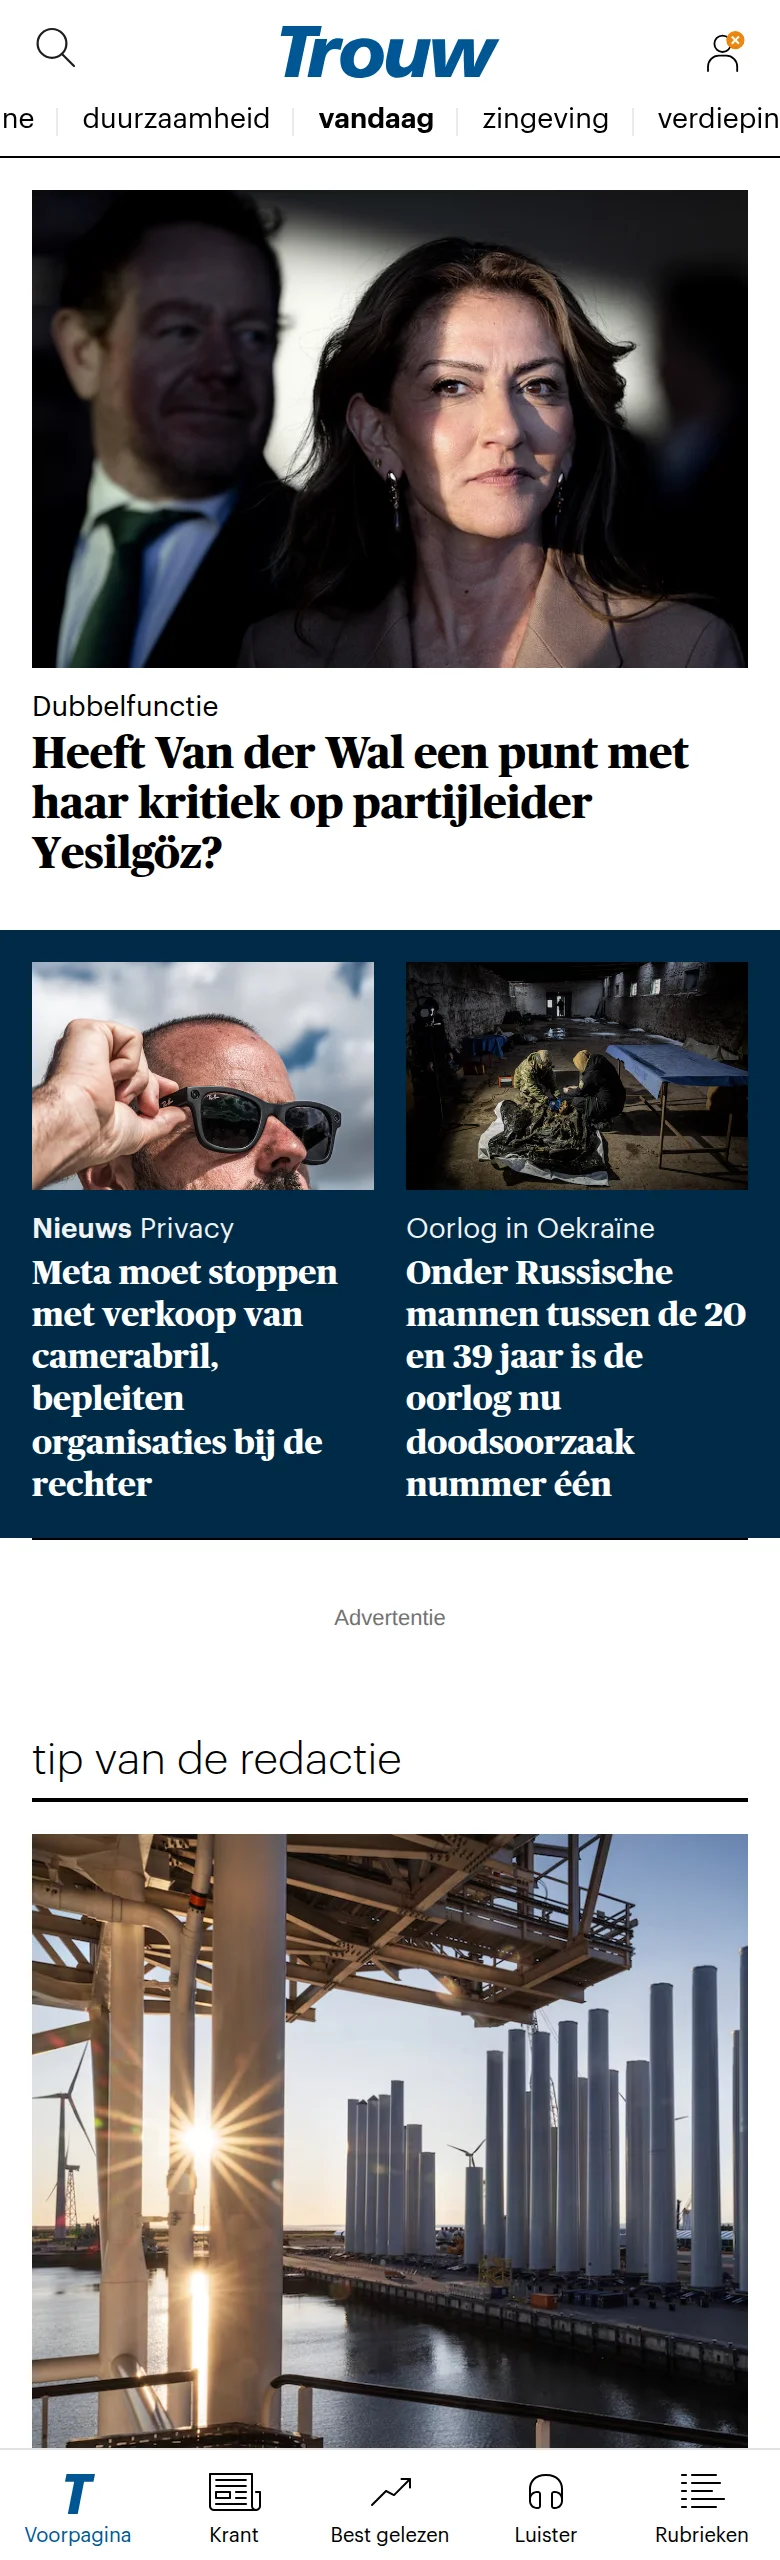 Trouw
ne duurzaamheid vandaag zingeving verdiepin
Dubbelfunctie
Heeft Van der Wal een punt met
haar kritiek op partijleider
Yesilgöz?
Nieuws Privacy
Meta moet stoppen
met verkoop van
camerabril,
bepleiten
organisaties bij de
rechter
Oorlog in Oekraïne
Onder Russische
mannen tussen de 20
en 39 jaar is de
oorlog nu
doodsoorzaak
nummer één
Advertentie
tip van de redactie
T
Voorpagina Krant Best gelezen Luister Rubrieken